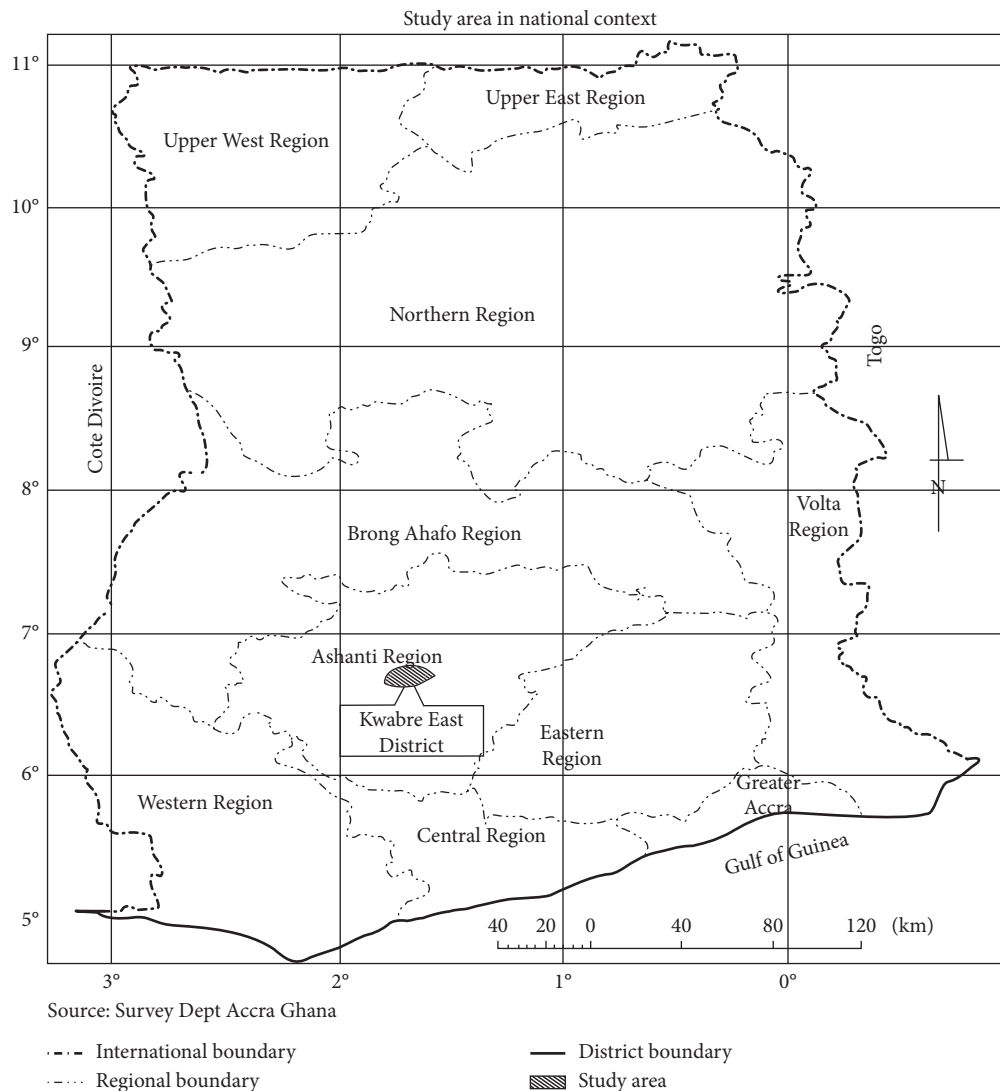 Study area in national context
11°
Upper East Region
Upper West Region
10°
Northern Region
9°
Togo
Cote Divoire
8°
N
Volta
Region
Brong Ahafo Region
7°
Ashanti Region
Kwabre East
District
Eastern
Region
6°
Greater
Accra
Western Region
Central Region
Gulf of Guinea
5°
40 20 0 40 80 120 (km)
3° 2° 1° 0°
Source: Survey Dept Accra Ghana
International boundary
District boundary
Regional boundary
Study area